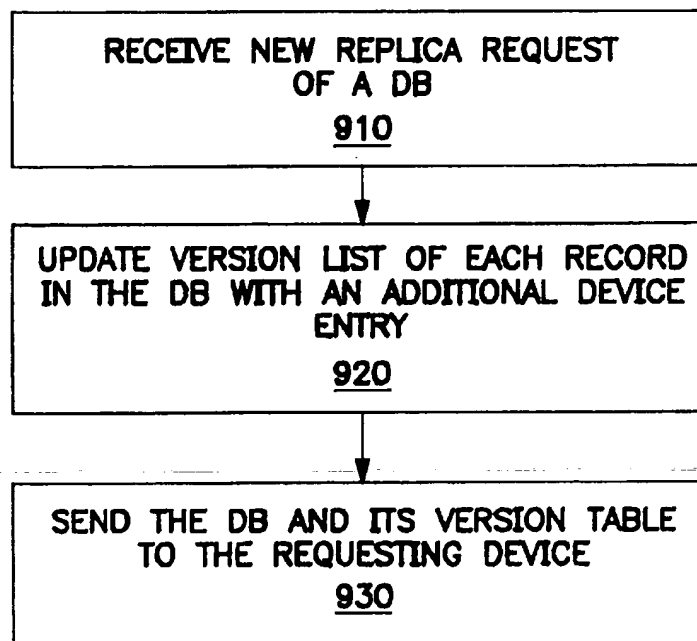 RECEIVE NEW REPLICA REQUEST
OF A DB
910
UPDATE VERSION LIST OF EACH RECORD
IN THE DB WITH AN ADDITIONAL DEVICE
ENTRY
920
SEND THE DB AND ITS VERSION TABLE
TO THE REQUESTING DEVICE
930